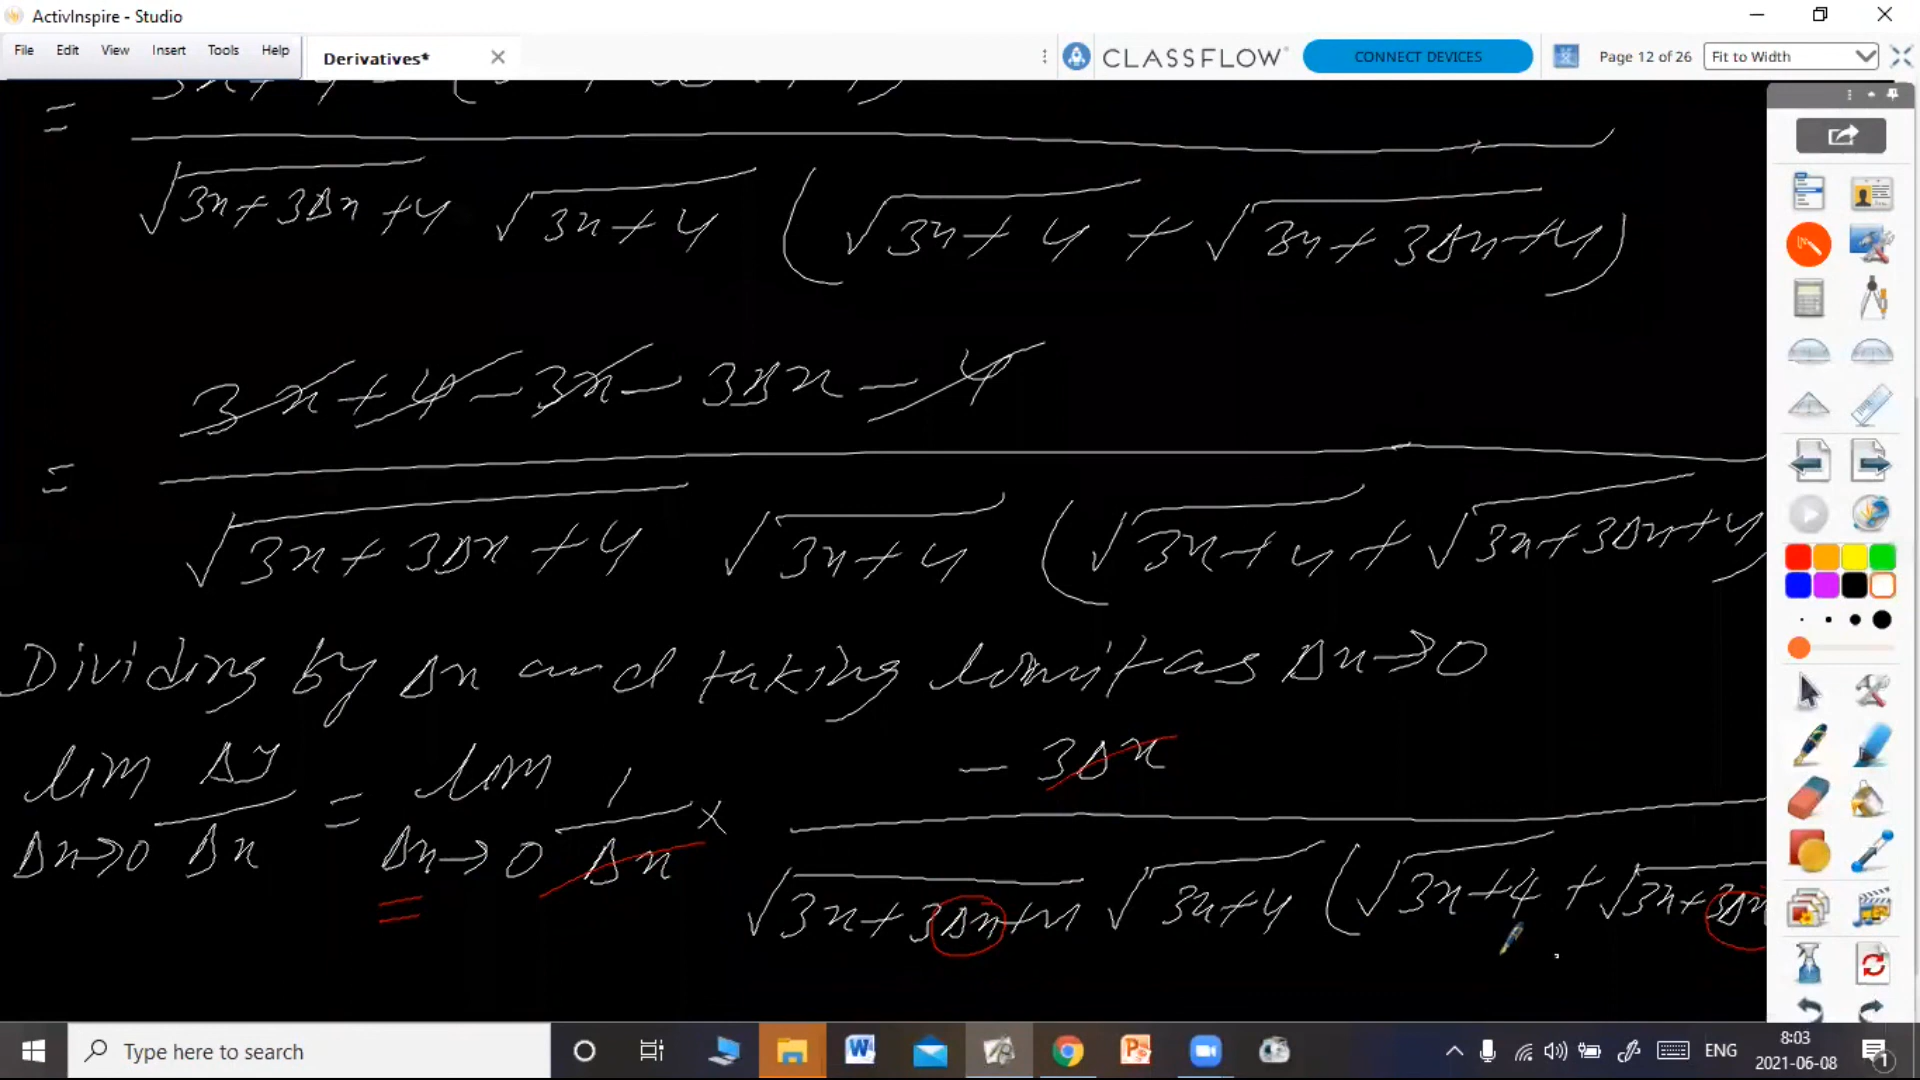 ActivInspire - Studio
File Edit View Insert Tools Help
Derivatives*
CLASSFLOW
CONNECT DEVICES
Page 12 of 26
Fit to Width
=
√3x+3Δx+4 √3x+4 (√3x+4 + √3x+3Δx+4)
3x+4-3x-3Δx-4
=
√3x+3Δx+4 √3x+4 (√3x+4+√3x+3Δx+4)
Dividing by Δx and taking limit as Δx→0
lim Δy = lim 1 × - 3Δx
Δx→0 Δx Δx→0 Δx √3x+3Δx+4 √3x+4 (√3x+4 + √3x+3Δx
Type here to search
ENG
8:03
2021-06-08
1